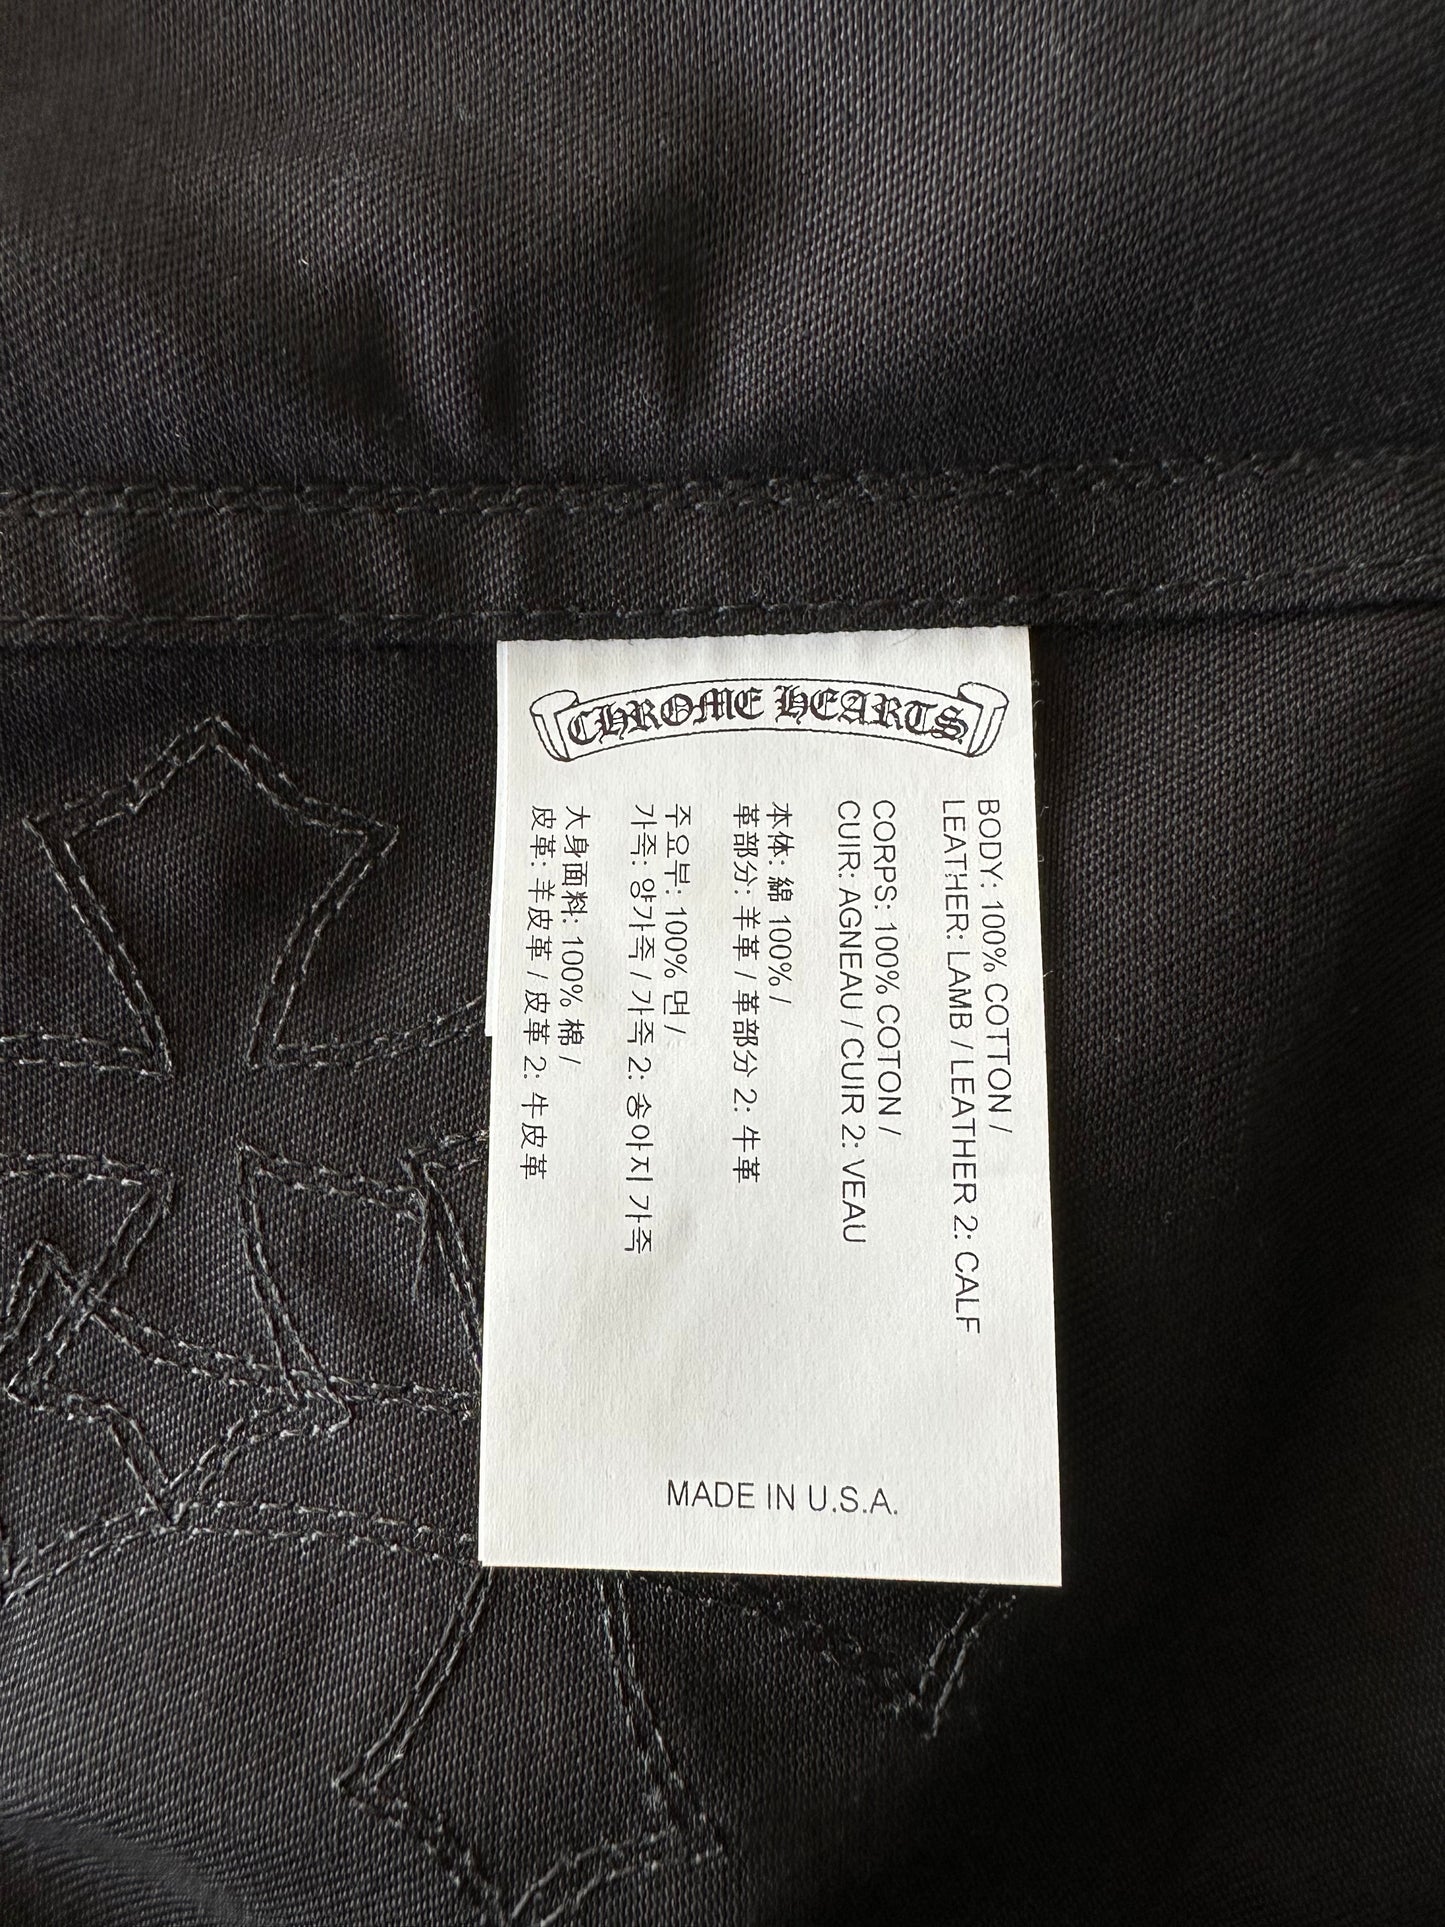 CHROME HEARTS
BODY: 100% COTTON /
LEATHER: LAMB / LEATHER 2: CALF
CORPS: 100% COTON /
CUIR: AGNEAU / CUIR 2: VEAU
本体: 綿 100% /
革部分: 羊革 / 革部分 2: 牛革
주요부: 100% 면 /
가죽: 양가죽 / 가죽 2: 송아지 가죽
大身面料: 100% 棉 /
皮革: 羊皮革 / 皮革 2: 牛皮革
MADE IN U.S.A.